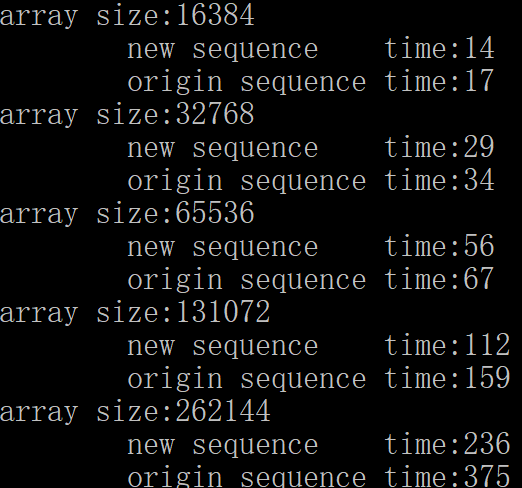 array size:16384
new sequence time:14
origin sequence time:17
array size:32768
new sequence time:29
origin sequence time:34
array size:65536
new sequence time:56
origin sequence time:67
array size:131072
new sequence time:112
origin sequence time:159
array size:262144
new sequence time:236
origin sequence time:375